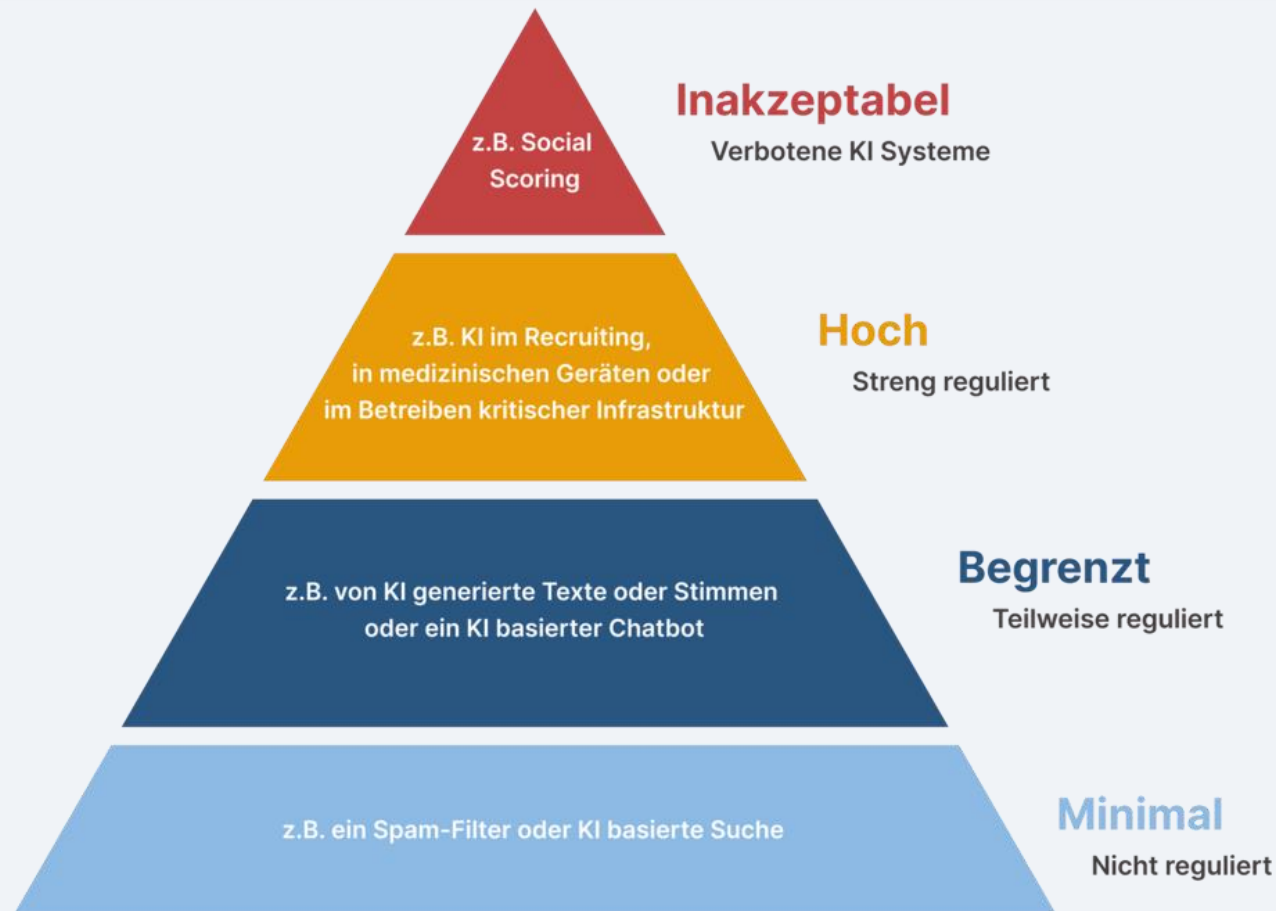 z.B. Social
Scoring
Inakzeptabel
Verbotene KI Systeme
z.B. KI im Recruiting,
in medizinischen Geräten oder
im Betreiben kritischer Infrastruktur
Hoch
Streng reguliert
z.B. von KI generierte Texte oder Stimmen
oder ein KI basierter Chatbot
Begrenzt
Teilweise reguliert
z.B. ein Spam-Filter oder KI basierte Suche
Minimal
Nicht reguliert